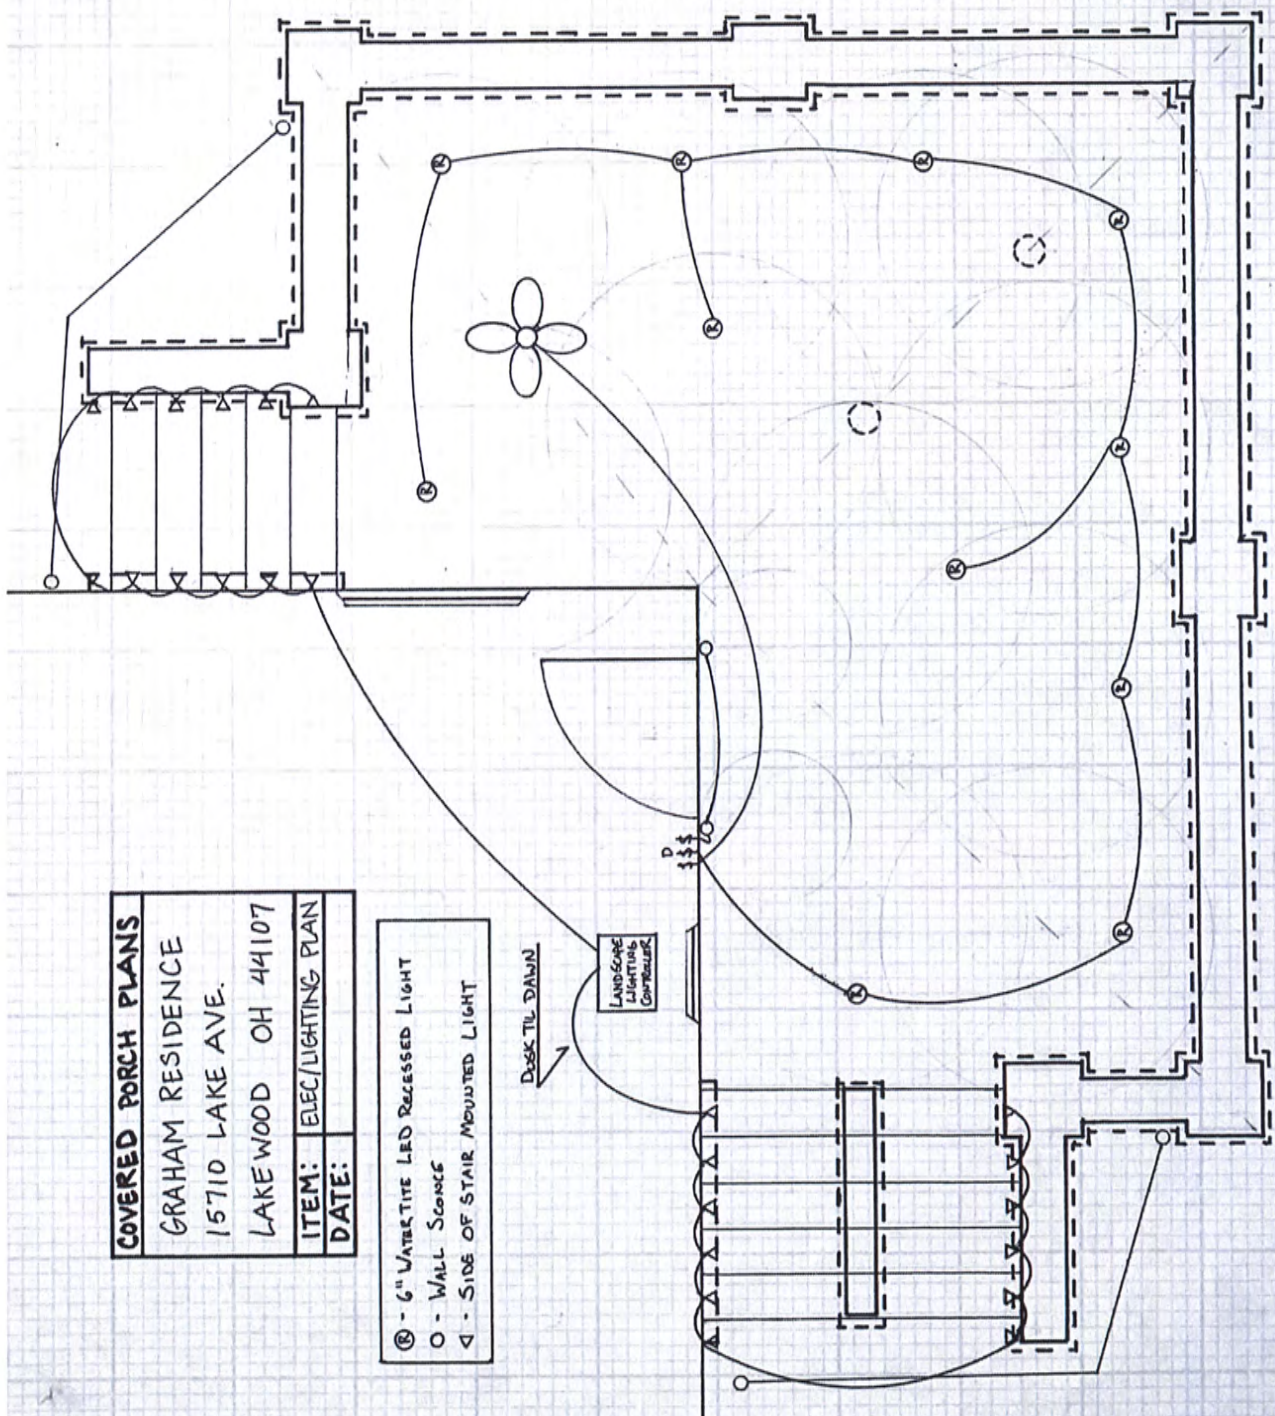 COVERED PORCH PLANS
GRAHAM RESIDENCE
15710 LAKE AVE.
LAKEWOOD OH 44107
ITEM: ELEC/LIGHTING PLAN
DATE:
Ⓡ - 6" WATERTITE LED RECESSED LIGHT
○ - WALL SCONCE
◁ - SIDE OF STAIR MOUNTED LIGHT
DUSK TIL DAWN
LANDSCAPE
LIGHTING
CONTROLLER
D
$$$
R
R
R
R
R
R
R
R
R
R
R